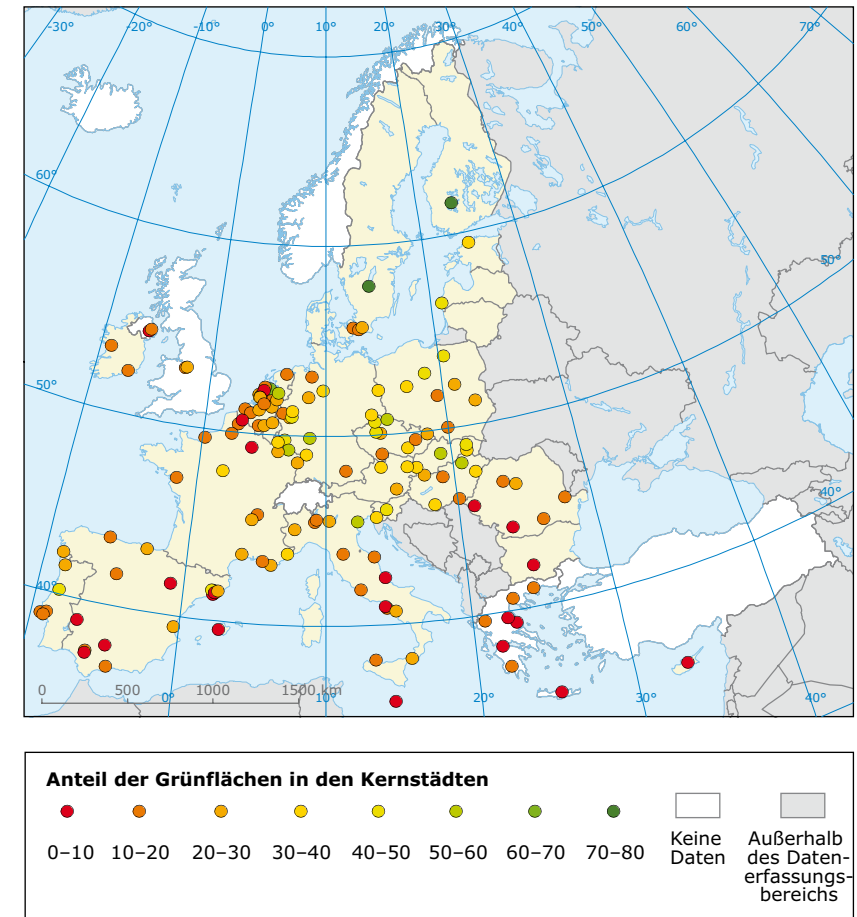 -30° -20° -10° 0° 10° 20° 30° 40° 50° 60° 70°
60°
50°
50°
40°
40°
0 500 1000 1500 km
0° 10° 20° 30° 40°
Anteil der Grünflächen in den Kernstädten
0–10 10–20 20–30 30–40 40–50 50–60 60–70 70–80
Keine
Daten
Außerhalb
des Daten-
erfassungs-
bereichs